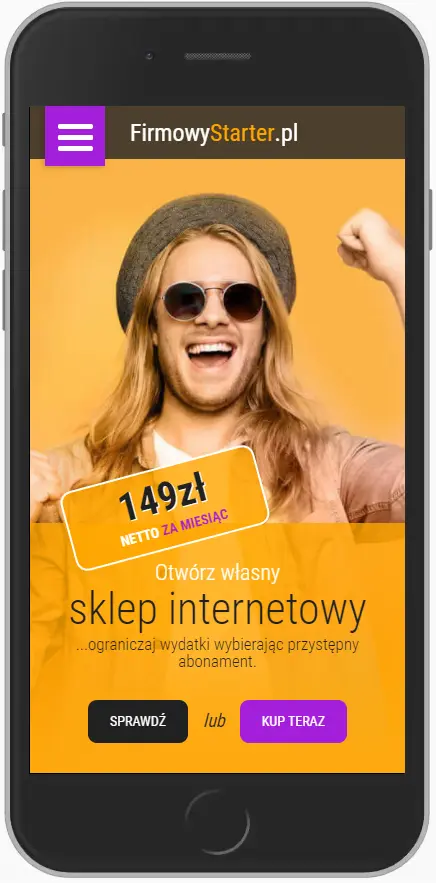 FirmowyStarter.pl
149zł
NETTO ZA MIESIĄC
Otwórz własny
sklep internetowy
...ograniczaj wydatki wybierając przystępny
abonament.
SPRAWDŹ lub KUP TERAZ